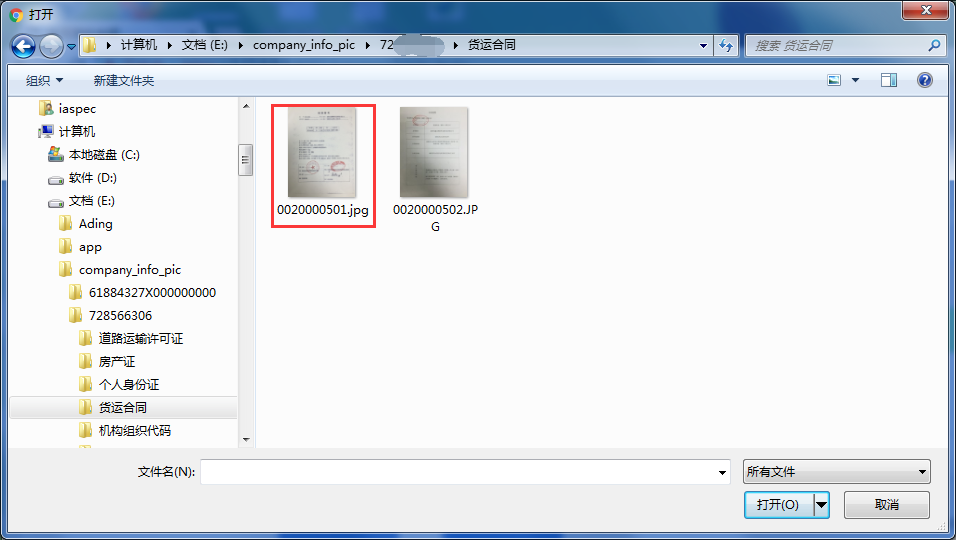 打开
计算机 文档 (E:) company_info_pic 72 货运合同
搜索 货运合同
组织 新建文件夹
iaspec
计算机
本地磁盘 (C:)
软件 (D:)
文档 (E:)
Ading
app
company_info_pic
61884327X000000000
728566306
道路运输许可证
房产证
个人身份证
货运合同
机构组织代码
0020000501.jpg
0020000502.JP
G
文件名(N):
所有文件
打开(O)
取消